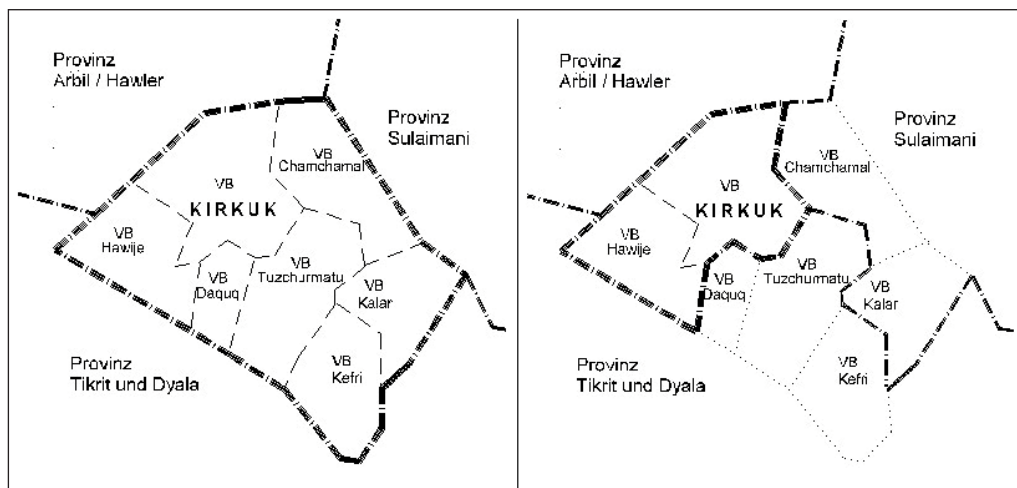 Provinz
Arbil / Hawler
Provinz
Sulaimani
VB
Chamchamal
VB
KIRKUK
VB
Hawije
VB
Daquq
VB
Tuzchurmatu
VB
Kalar
VB
Kefri
Provinz
Tikrit und Dyala
Provinz
Arbil / Hawler
Provinz
Sulaimani
VB
Chamchamal
VB
KIRKUK
VB
Hawije
VB
Daquq
VB
Tuzchurmatu
VB
Kalar
VB
Kefri
Provinz
Tikrit und Dyala